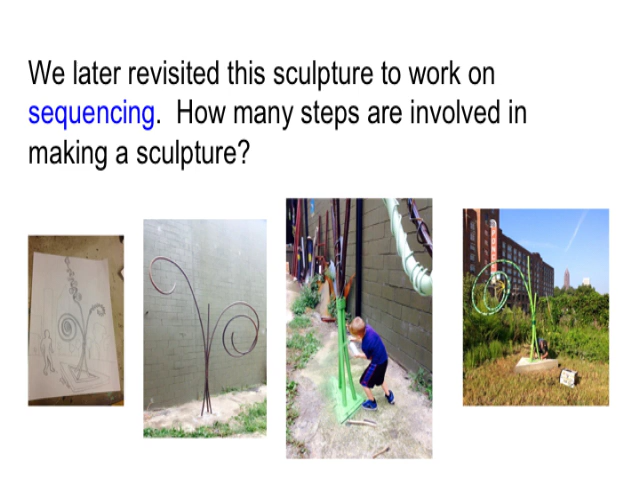 We later revisited this sculpture to work on
sequencing.  How many steps are involved in
making a sculpture?